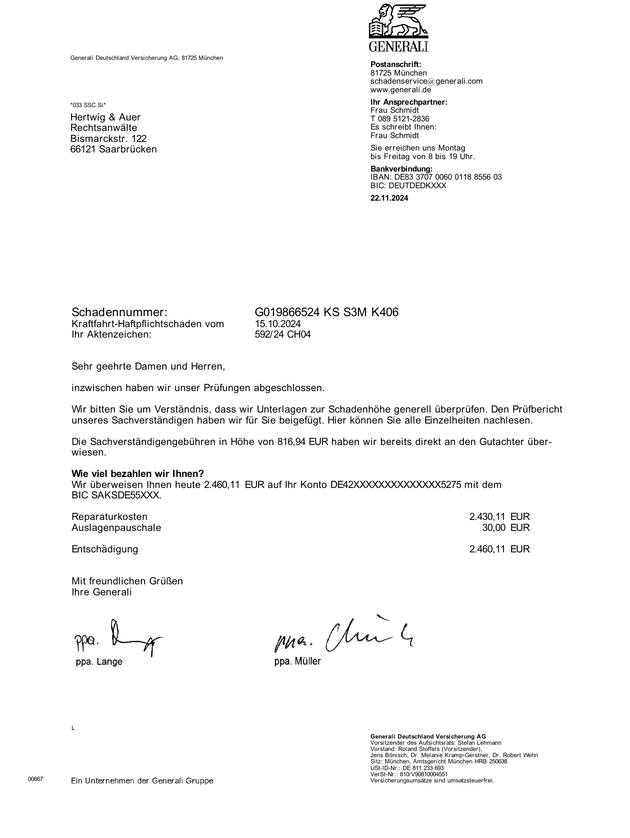 GENERALI
Generali Deutschland Versicherung AG, 81725 München
Postanschrift:
81725 München
schadenservice@generali.com
www.generali.de
Ihr Ansprechpartner:
Frau Schmidt
T 089 5121-2836
Es schreibt Ihnen:
Frau Schmidt
Sie erreichen uns Montag
bis Freitag von 8 bis 19 Uhr.
Bankverbindung:
IBAN: DE83 3707 0060 0118 8556 03
BIC: DEUTDEDKXXX
22.11.2024
*033 SSC Si*
Hertwig & Auer
Rechtsanwälte
Bismarckstr. 122
66121 Saarbrücken
Schadennummer: G019866524 KS S3M K406
Kraftfahrt-Haftpflichtschaden vom 15.10.2024
Ihr Aktenzeichen: 592/24 CH04
Sehr geehrte Damen und Herren,
inzwischen haben wir unser Prüfungen abgeschlossen.
Wir bitten Sie um Verständnis, dass wir Unterlagen zur Schadenhöhe generell überprüfen. Den Prüfbericht
unseres Sachverständigen haben wir für Sie beigefügt. Hier können Sie alle Einzelheiten nachlesen.
Die Sachverständigengebühren in Höhe von 816,94 EUR haben wir bereits direkt an den Gutachter über-
wiesen.
Wie viel bezahlen wir Ihnen?
Wir überweisen Ihnen heute 2.460,11 EUR auf Ihr Konto DE42XXXXXXXXXXXXXX5275 mit dem
BIC SAKSDE55XXX.
Reparaturkosten 2.430,11 EUR
Auslagenpauschale 30,00 EUR
Entschädigung 2.460,11 EUR
Mit freundlichen Grüßen
Ihre Generali
ppa. ppa.
ppa. Lange ppa. Müller
L
Generali Deutschland Versicherung AG
Vorsitzender des Aufsichtsrats: Stefan Lehmann
Vorstand: Roland Stoffels (Vorsitzender),
Jens Bönisch, Dr. Melanie Kramp-Gerstner, Dr. Robert Wehn
Sitz: München, Amtsgericht München HRB 250638
USt-ID-Nr.: DE 811 233 693
VerSt-Nr.: 810/V90810004551
Versicherungsumsätze sind umsatzsteuerfrei.
00667 Ein Unternehmen der Generali Gruppe